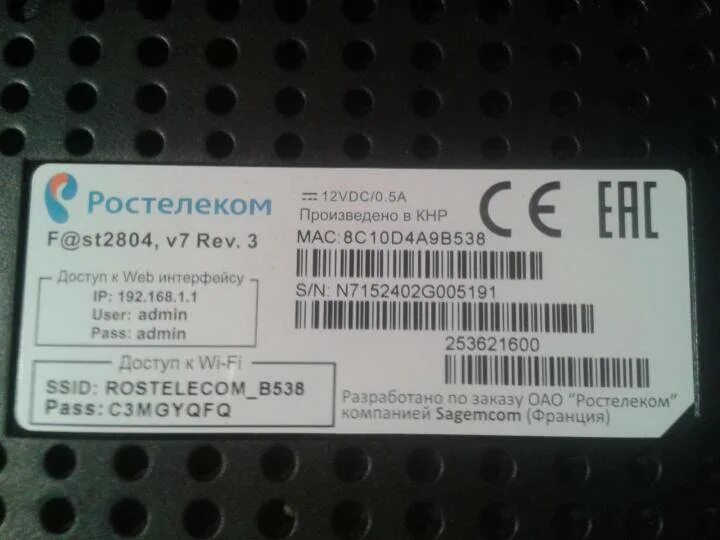 Ростелеком
F@st2804, v7 Rev. 3
Доступ к Web интерфейсу
IP: 192.168.1.1
User: admin
Pass: admin
Доступ к Wi-Fi
SSID: ROSTELECOM_B538
Pass: C3MGYQFQ
12VDC/0.5A
Произведено в КНР
CE
EAC
MAC:8C10D4A9B538
S/N: N7152402G005191
253621600
Разработано по заказу ОАО "Ростелеком"
компанией Sagemcom (Франция)